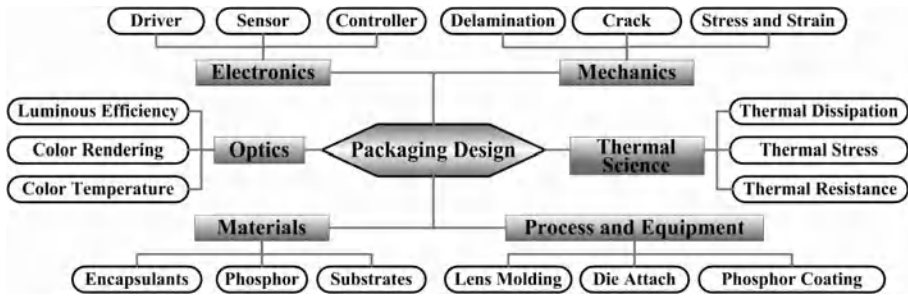 Driver
Sensor
Controller
Delamination
Crack
Stress and Strain
Electronics
Mechanics
Luminous Efficiency
Thermal Dissipation
Color Rendering
Optics
Packaging Design
Thermal
Science
Thermal Stress
Color Temperature
Thermal Resistance
Materials
Process and Equipment
Encapsulants
Phosphor
Substrates
Lens Molding
Die Attach
Phosphor Coating